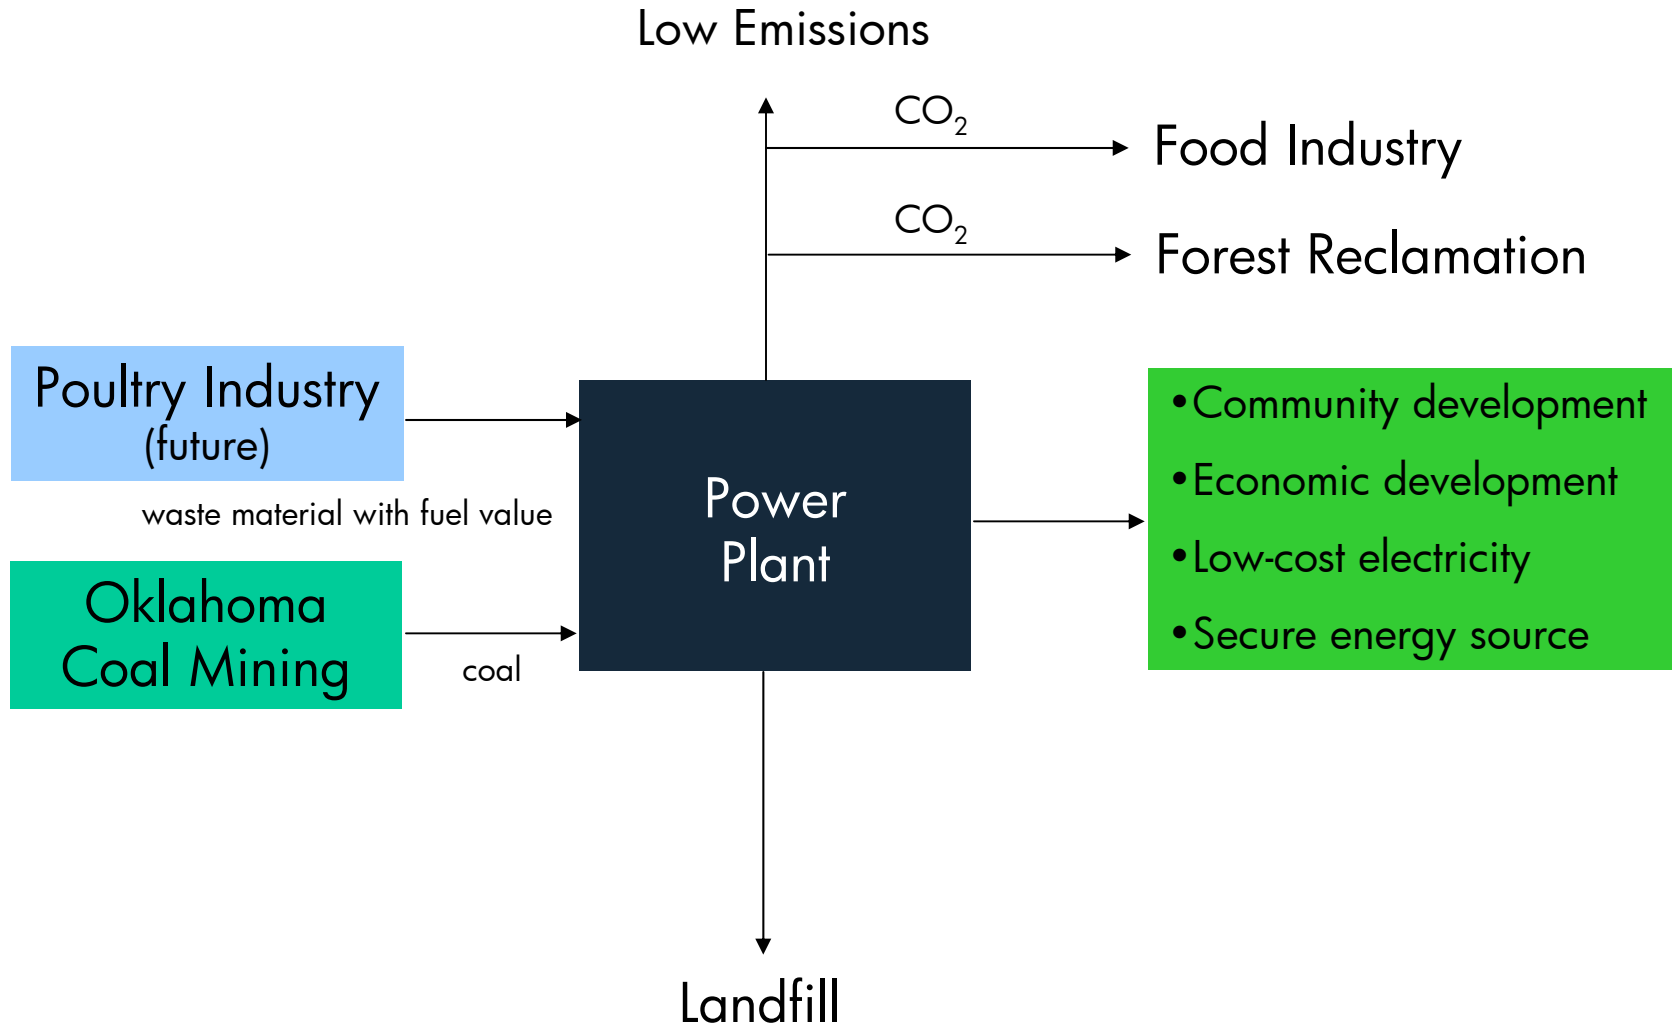 Low Emissions
CO₂
Food Industry
CO₂
Forest Reclamation
Poultry Industry
(future)
waste material with fuel value
Oklahoma
Coal Mining
coal
Power
Plant
•Community development
•Economic development
•Low-cost electricity
•Secure energy source
Landfill